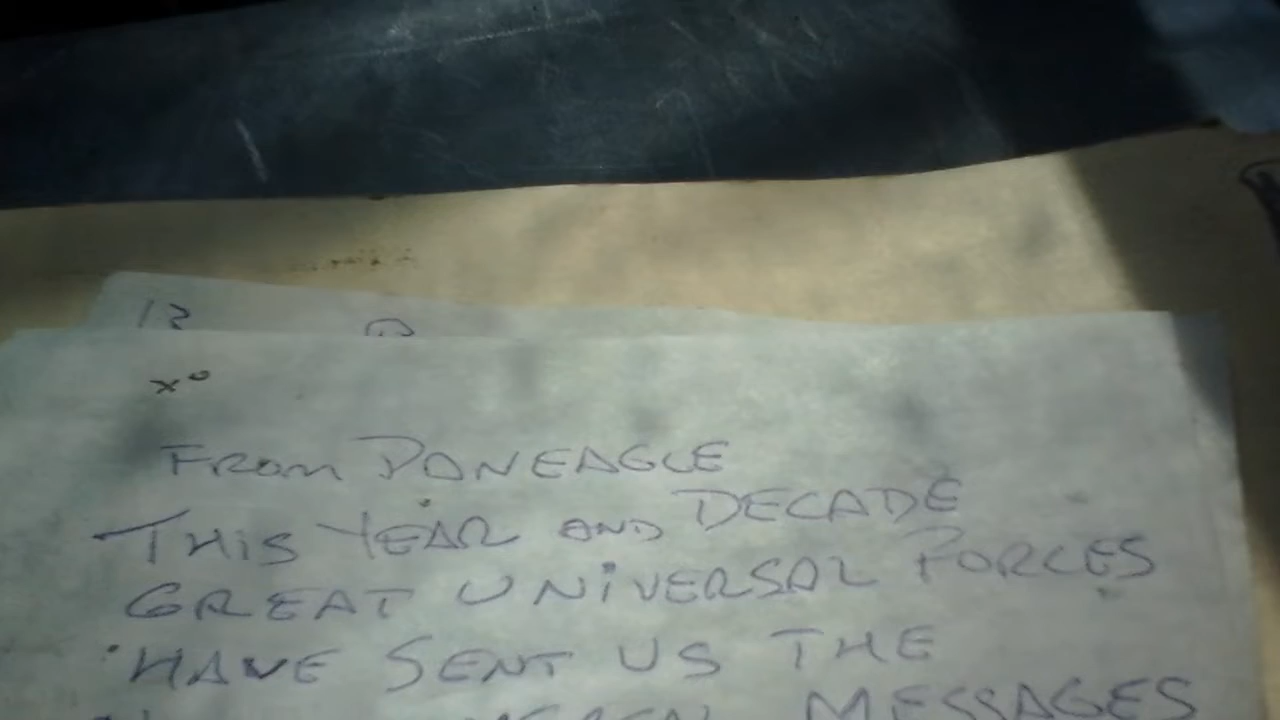 13
x°
FROM DONEAGLE
THIS YEAR AND DECADE
GREAT UNIVERSAL FORCES
HAVE SENT US THE
MESSAGES